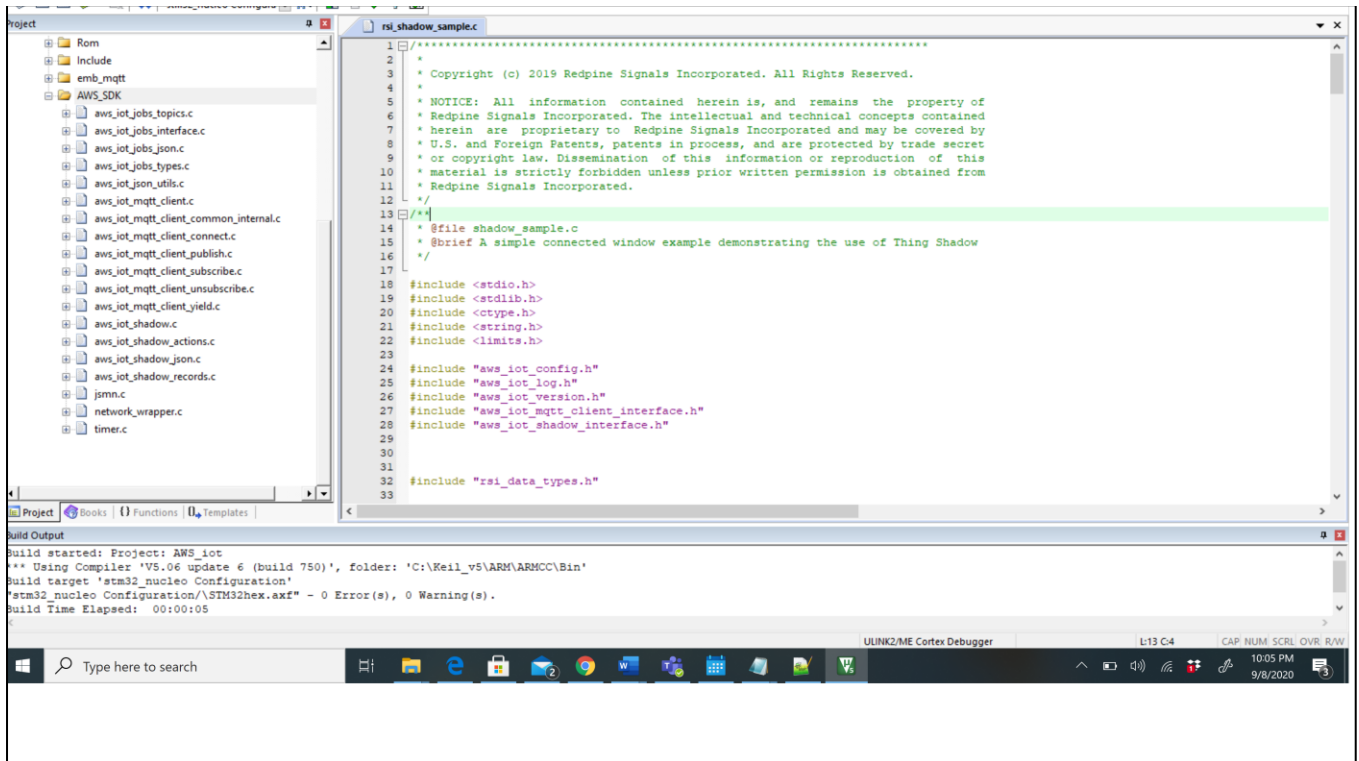 Project
rsi_shadow_sample.c
Rom
Include
emb_mqtt
AWS_SDK
aws_iot_jobs_topics.c
aws_iot_jobs_interface.c
aws_iot_jobs_json.c
aws_iot_jobs_types.c
aws_iot_json_utils.c
aws_iot_mqtt_client.c
aws_iot_mqtt_client_common_internal.c
aws_iot_mqtt_client_connect.c
aws_iot_mqtt_client_publish.c
aws_iot_mqtt_client_subscribe.c
aws_iot_mqtt_client_unsubscribe.c
aws_iot_mqtt_client_yield.c
aws_iot_shadow.c
aws_iot_shadow_actions.c
aws_iot_shadow_json.c
aws_iot_shadow_records.c
jsmn.c
network_wrapper.c
timer.c
Project Books {} Functions Templates
1 /**************************************************************************
2 *
3 * Copyright (c) 2019 Redpine Signals Incorporated. All Rights Reserved.
4 *
5 * NOTICE: All information contained herein is, and remains the property of
6 * Redpine Signals Incorporated. The intellectual and technical concepts contained
7 * herein are proprietary to Redpine Signals Incorporated and may be covered by
8 * U.S. and Foreign Patents, patents in process, and are protected by trade secret
9 * or copyright law. Dissemination of this information or reproduction of this
10 * material is strictly forbidden unless prior written permission is obtained from
11 * Redpine Signals Incorporated.
12 */
13 /**
14 * @file shadow_sample.c
15 * @brief A simple connected window example demonstrating the use of Thing Shadow
16 */
17
18 #include <stdio.h>
19 #include <stdlib.h>
20 #include <ctype.h>
21 #include <string.h>
22 #include <limits.h>
23
24 #include "aws_iot_config.h"
25 #include "aws_iot_log.h"
26 #include "aws_iot_version.h"
27 #include "aws_iot_mqtt_client_interface.h"
28 #include "aws_iot_shadow_interface.h"
29
30
31
32 #include "rsi_data_types.h"
33
Build Output
Build started: Project: AWS_iot
*** Using Compiler 'V5.06 update 6 (build 750)', folder: 'C:\Keil_v5\ARM\ARMCC\Bin'
Build target 'stm32_nucleo Configuration'
"stm32_nucleo Configuration/\STM32hex.axf" - 0 Error(s), 0 Warning(s).
Build Time Elapsed: 00:00:05
ULINK2/ME Cortex Debugger L:13 C:4 CAP NUM SCRL OVR R/W
Type here to search
2
10:05 PM
9/8/2020
3